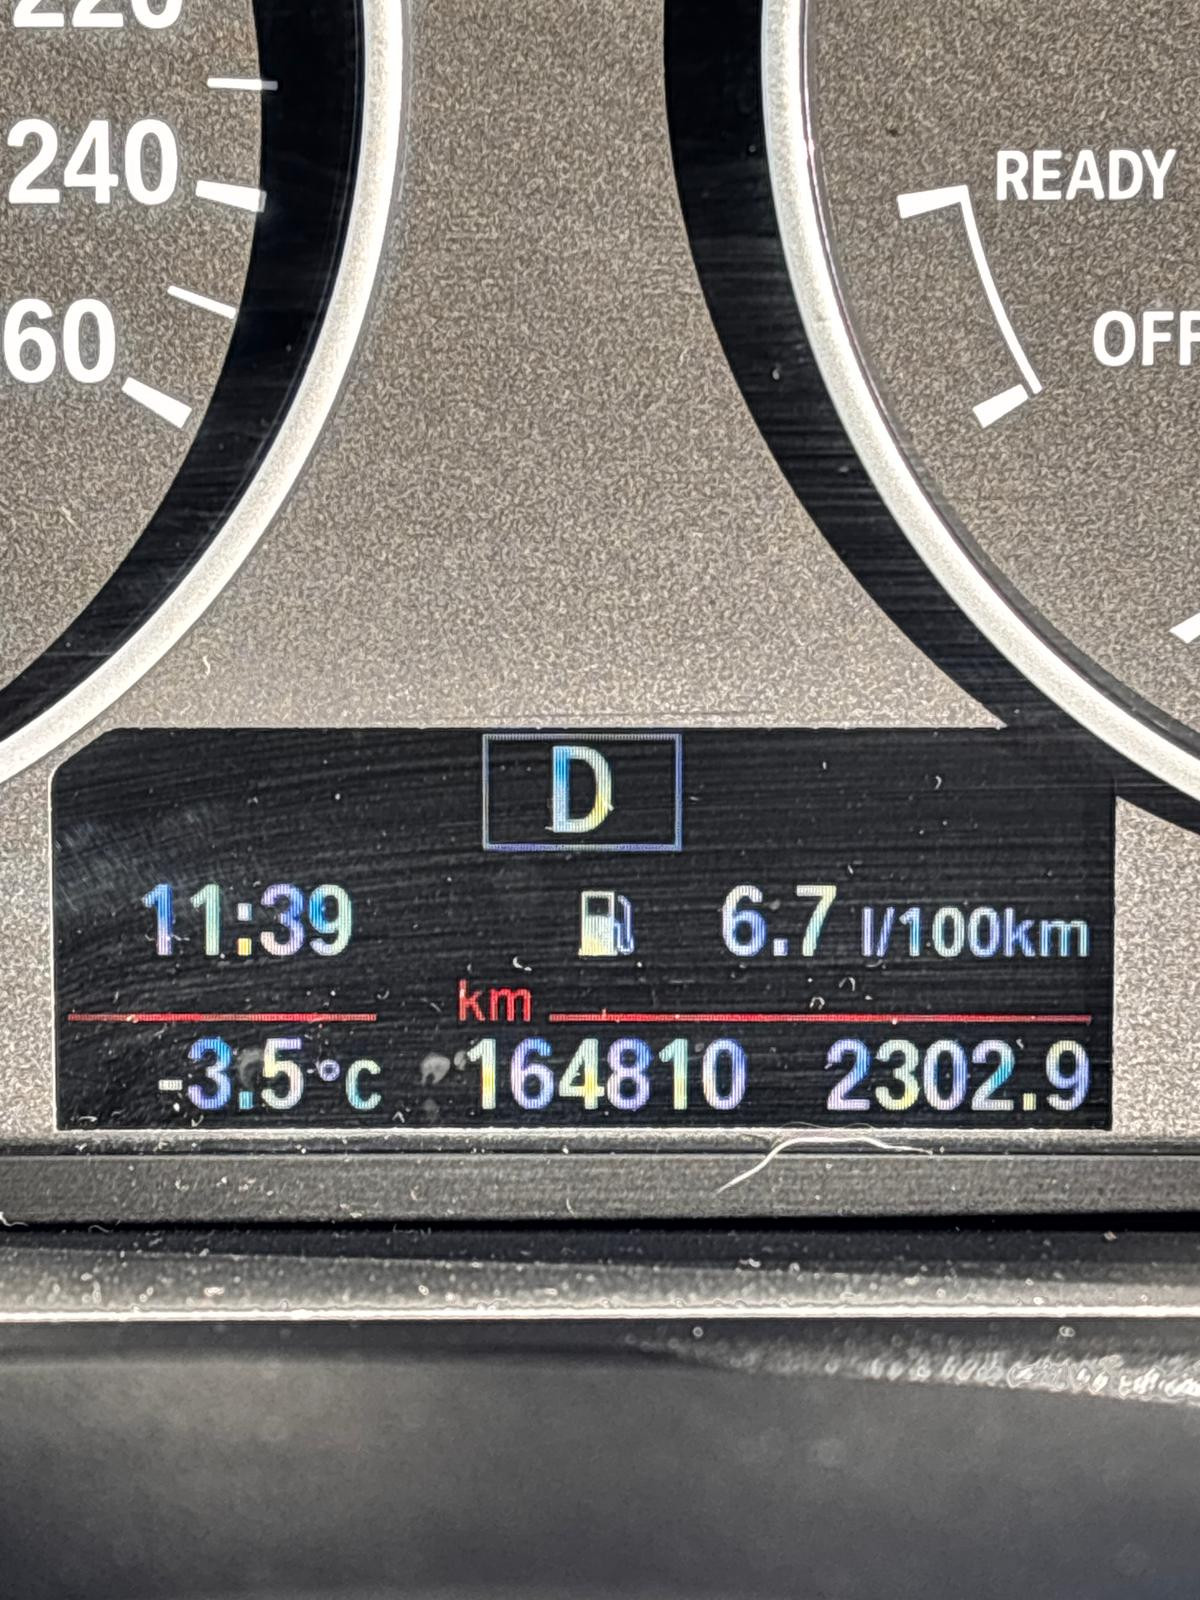 220
240
60
READY
OFF
D
11:39 6.7 l/100km
km
-3.5°C 164810 2302.9